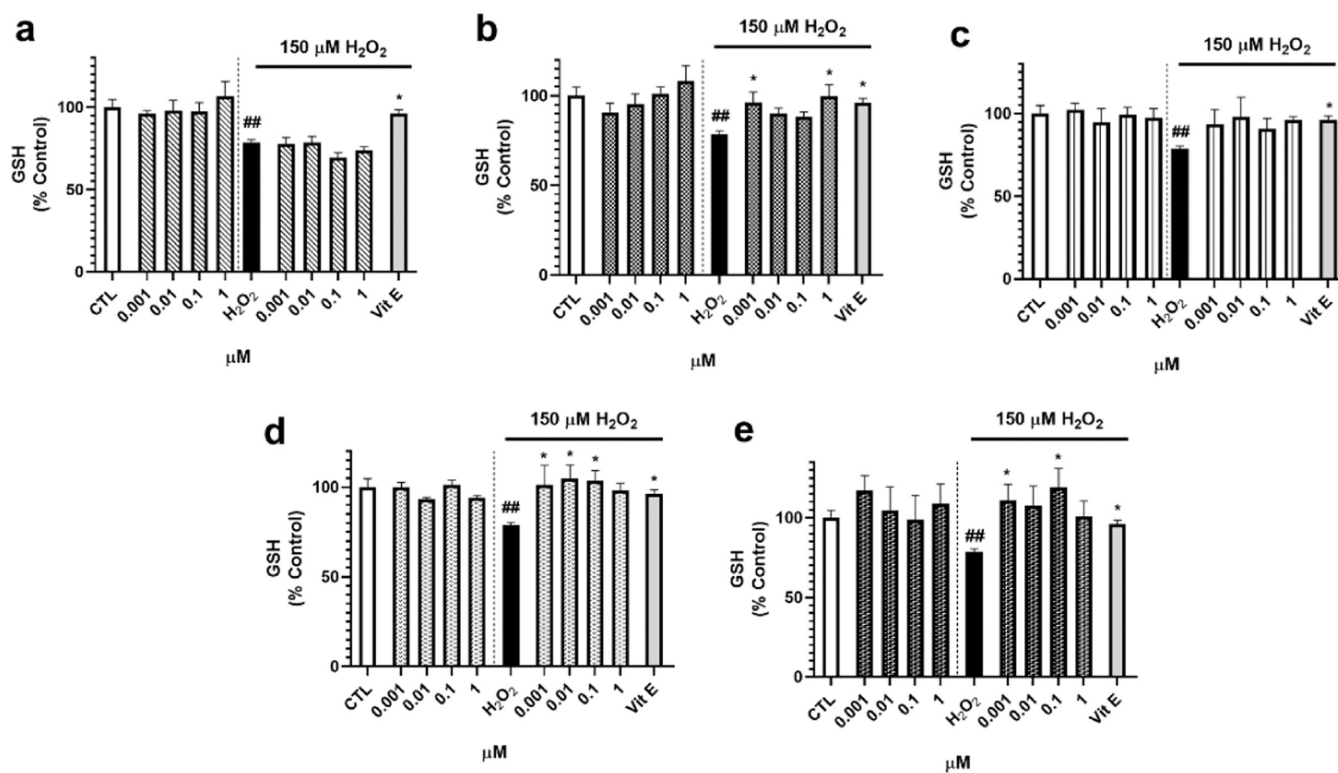 a
150 μM H₂O₂
GSH
(% Control)
100
50
0
##
*
CTL 0.001 0.01 0.1 1 H₂O₂ 0.001 0.01 0.1 1 Vit E
μM
b
150 μM H₂O₂
GSH
(% Control)
100
50
0
## * * *
CTL 0.001 0.01 0.1 1 H₂O₂ 0.001 0.01 0.1 1 Vit E
μM
c
150 μM H₂O₂
GSH
(% Control)
100
50
0
## *
CTL 0.001 0.01 0.1 1 H₂O₂ 0.001 0.01 0.1 1 Vit E
μM
d
150 μM H₂O₂
GSH
(% Control)
100
50
0
## * * * *
CTL 0.001 0.01 0.1 1 H₂O₂ 0.001 0.01 0.1 1 Vit E
μM
e
150 μM H₂O₂
GSH
(% Control)
100
50
0
## * * *
CTL 0.001 0.01 0.1 1 H₂O₂ 0.001 0.01 0.1 1 Vit E
μM